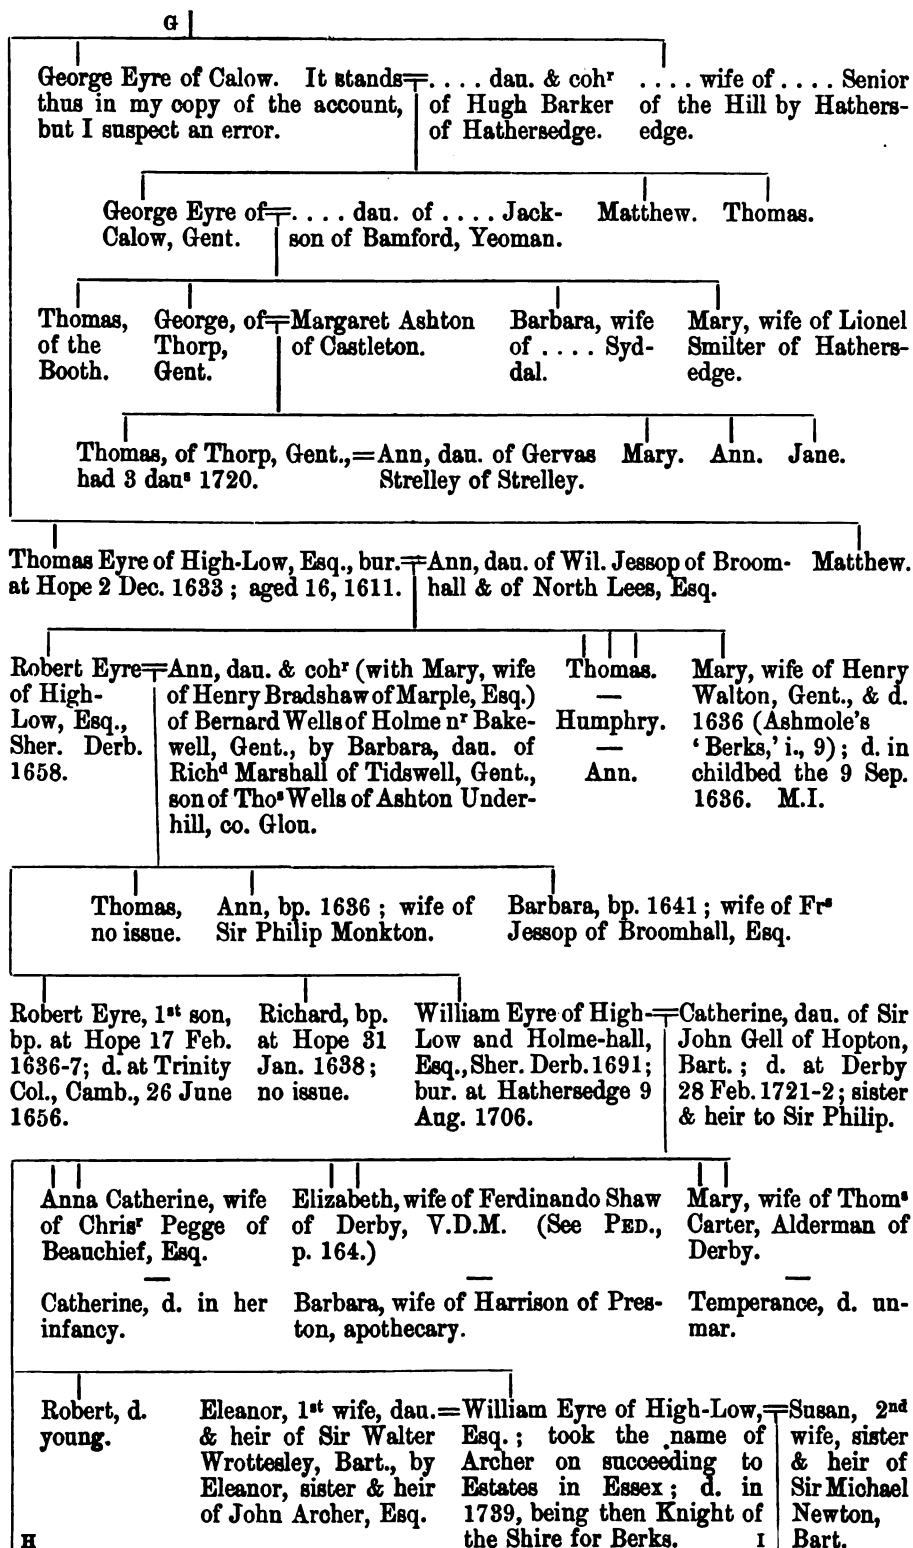 G
George Eyre of Calow. It stands=. . . . dau. & cohʳ . . . . wife of . . . . Senior
thus in my copy of the account, of Hugh Barker of the Hill by Hathers-
but I suspect an error. of Hathersedge. edge.
George Eyre of=. . . . dau. of . . . . Jack- Matthew. Thomas.
Calow, Gent. son of Bamford, Yeoman.
Thomas, George, of=Margaret Ashton Barbara, wife Mary, wife of Lionel
of the Thorp, of Castleton. of . . . . Syd- Smilter of Hathers-
Booth. Gent. dal. edge.
Thomas, of Thorp, Gent.,=Ann, dau. of Gervas Mary. Ann. Jane.
had 3 dauˢ 1720. Strelley of Strelley.
Thomas Eyre of High-Low, Esq., bur.=Ann, dau. of Wil. Jessop of Broom- Matthew.
at Hope 2 Dec. 1633 ; aged 16, 1611. hall & of North Lees, Esq.
Robert Eyre=Ann, dau. & cohʳ (with Mary, wife Thomas. Mary, wife of Henry
of High- of Henry Bradshaw of Marple, Esq.) — Walton, Gent., & d.
Low, Esq., of Bernard Wells of Holme nʳ Bake- Humphry. 1636 (Ashmole's
Sher. Derb. well, Gent., by Barbara, dau. of — 'Berks,' i., 9) ; d. in
1658. Richᵈ Marshall of Tidswell, Gent., Ann. childbed the 9 Sep.
son of Thoˢ Wells of Ashton Under- 1636. M.I.
hill, co. Glou.
Thomas, Ann, bp. 1636 ; wife of Barbara, bp. 1641 ; wife of Frˢ
no issue. Sir Philip Monkton. Jessop of Broomhall, Esq.
Robert Eyre, 1ˢᵗ son, Richard, bp. William Eyre of High-=Catherine, dau. of Sir
bp. at Hope 17 Feb. at Hope 31 Low and Holme-hall, John Gell of Hopton,
1636-7; d. at Trinity Jan. 1638 ; Esq., Sher. Derb. 1691; Bart. ; d. at Derby
Col., Camb., 26 June no issue. bur. at Hathersedge 9 28 Feb. 1721-2 ; sister
1656. Aug. 1706. & heir to Sir Philip.
Anna Catherine, wife Elizabeth, wife of Ferdinando Shaw Mary, wife of Thomˢ
of Chrisʳ Pegge of of Derby, V.D.M. (See PED., Carter, Alderman of
Beauchief, Esq. p. 164.) Derby.
— — —
Catherine, d. in her Barbara, wife of Harrison of Pres- Temperance, d. un-
infancy. ton, apothecary. mar.
Robert, d. Eleanor, 1ˢᵗ wife, dau.=William Eyre of High-Low,=Susan, 2ⁿᵈ
young. & heir of Sir Walter Esq. ; took the name of wife, sister
Wrottesley, Bart., by Archer on succeeding to & heir of
Eleanor, sister & heir Estates in Essex ; d. in Sir Michael
of John Archer, Esq. 1739, being then Knight of Newton,
H the Shire for Berks. I Bart.